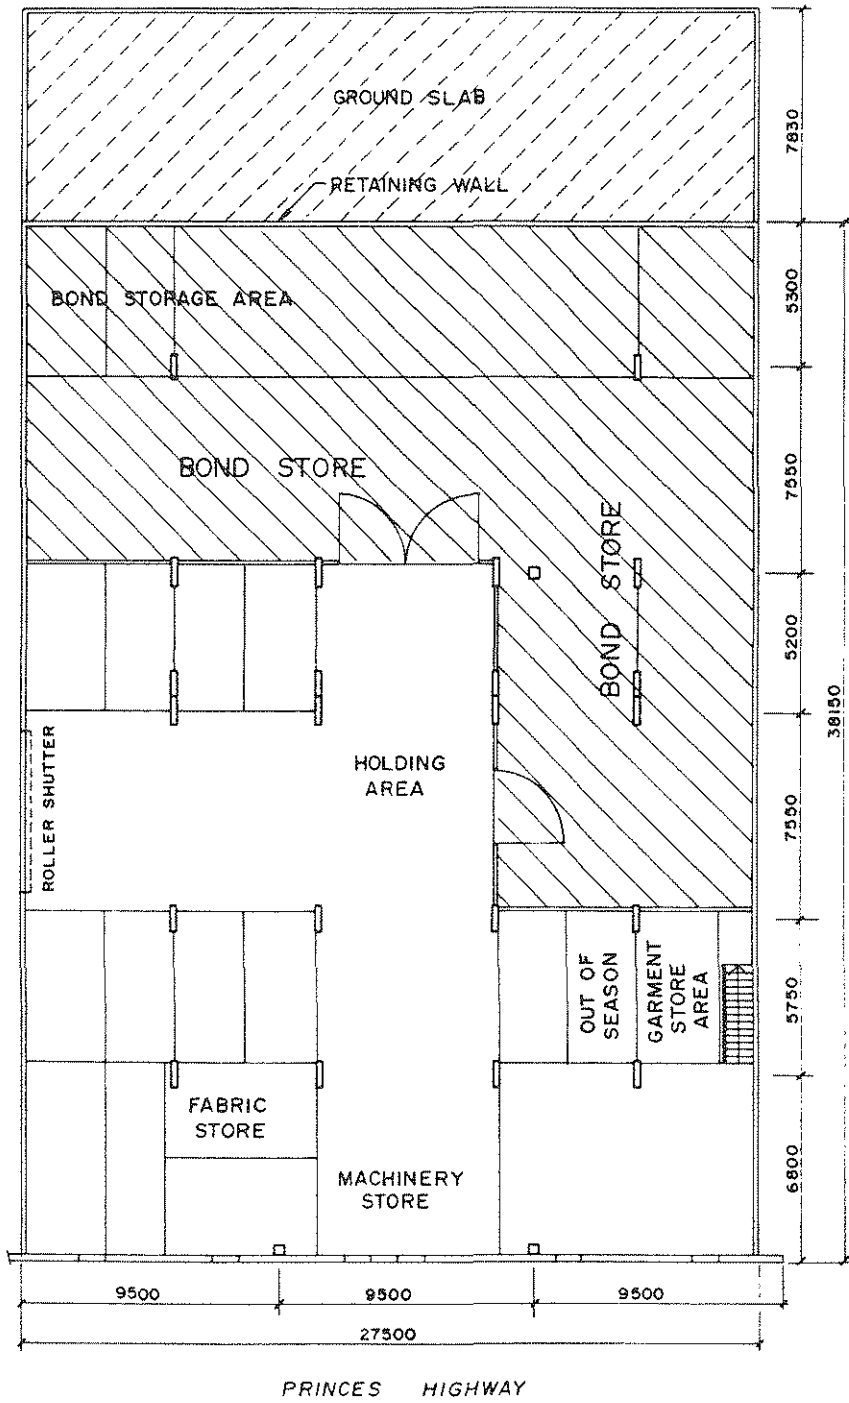 GROUND SLAB
7830
RETAINING WALL
BOND STORAGE AREA
5300
BOND STORE
7550
BOND STORE
5200
38150
ROLLER SHUTTER
HOLDING
AREA
7550
OUT OF
SEASON
GARMENT
STORE
AREA
5750
FABRIC
STORE
MACHINERY
STORE
6800
9500
9500
9500
27500
PRINCES HIGHWAY